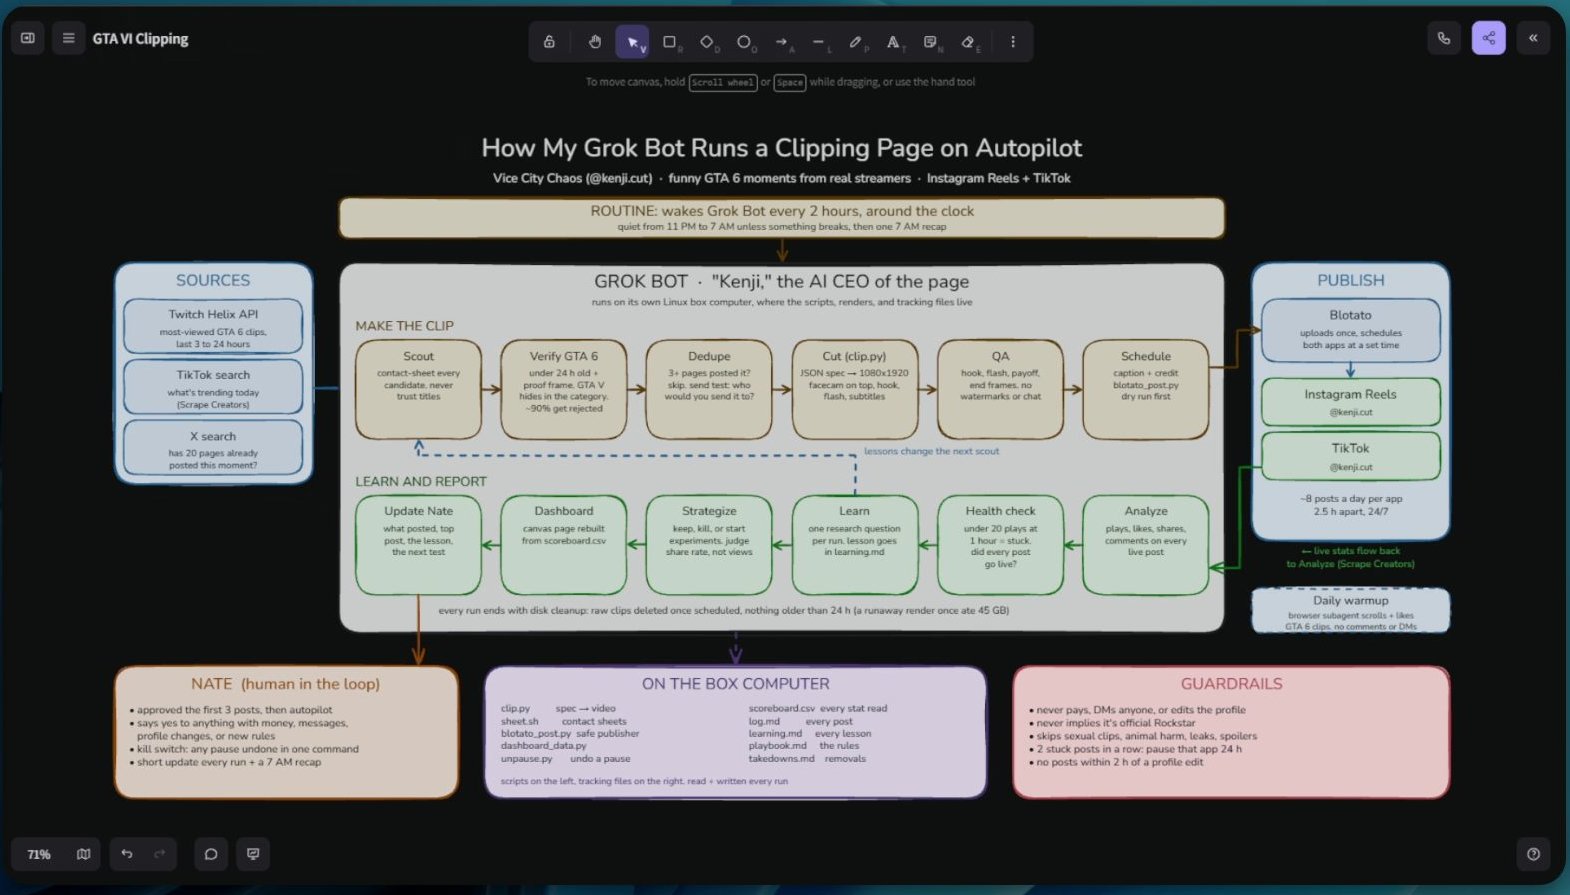 GTA VI Clipping
V
R
D
O
A
L
P
T
N
E
To move canvas, hold Scroll wheel or Space while dragging, or use the hand tool
How My Grok Bot Runs a Clipping Page on Autopilot
Vice City Chaos (@kenji.cut) · funny GTA 6 moments from real streamers · Instagram Reels + TikTok
ROUTINE: wakes Grok Bot every 2 hours, around the clock
quiet from 11 PM to 7 AM unless something breaks, then one 7 AM recap
SOURCES
Twitch Helix API
most-viewed GTA 6 clips,
last 3 to 24 hours
TikTok search
what's trending today
(Scrape Creators)
X search
has 20 pages already
posted this moment?
GROK BOT · "Kenji," the AI CEO of the page
runs on its own Linux box computer, where the scripts, renders, and tracking files live
MAKE THE CLIP
Scout
contact-sheet every
candidate, never
trust titles
Verify GTA 6
under 24 h old +
proof frame. GTA V
hides in the category.
~90% get rejected
Dedupe
3+ pages posted it?
skip. send test: who
would you send it to?
Cut (clip.py)
JSON spec → 1080x1920
facecam on top, hook,
flash, subtitles
QA
hook, flash, payoff,
end frames. no
watermarks or chat
Schedule
caption + credit
blotato_post.py
dry run first
lessons change the next scout
LEARN AND REPORT
Update Nate
what posted, top
post, the lesson,
the next test
Dashboard
canvas page rebuilt
from scoreboard.csv
Strategize
keep, kill, or start
experiments. judge
share rate, not views
Learn
one research question
per run. lesson goes
in learning.md
Health check
under 20 plays at
1 hour = stuck.
did every post
go live?
Analyze
plays, likes, shares,
comments on every
live post
every run ends with disk cleanup: raw clips deleted once scheduled, nothing older than 24 h (a runaway render once ate 45 GB)
PUBLISH
Blotato
uploads once, schedules
both apps at a set time
Instagram Reels
@kenji.cut
TikTok
@kenji.cut
~8 posts a day per app
2.5 h apart, 24/7
← live stats flow back
to Analyze (Scrape Creators)
Daily warmup
browser subagent scrolls + likes
GTA 6 clips, no comments or DMs
NATE (human in the loop)
• approved the first 3 posts, then autopilot
• says yes to anything with money, messages,
profile changes, or new rules
• kill switch: any pause undone in one command
• short update every run + a 7 AM recap
ON THE BOX COMPUTER
clip.py spec → video
sheet.sh contact sheets
blotato_post.py safe publisher
dashboard_data.py
unpause.py undo a pause
scoreboard.csv every stat read
log.md every post
learning.md every lesson
playbook.md the rules
takedowns.md removals
scripts on the left, tracking files on the right. read + written every run
GUARDRAILS
• never pays, DMs anyone, or edits the profile
• never implies it's official Rockstar
• skips sexual clips, animal harm, leaks, spoilers
• 2 stuck posts in a row: pause that app 24 h
• no posts within 2 h of a profile edit
71%